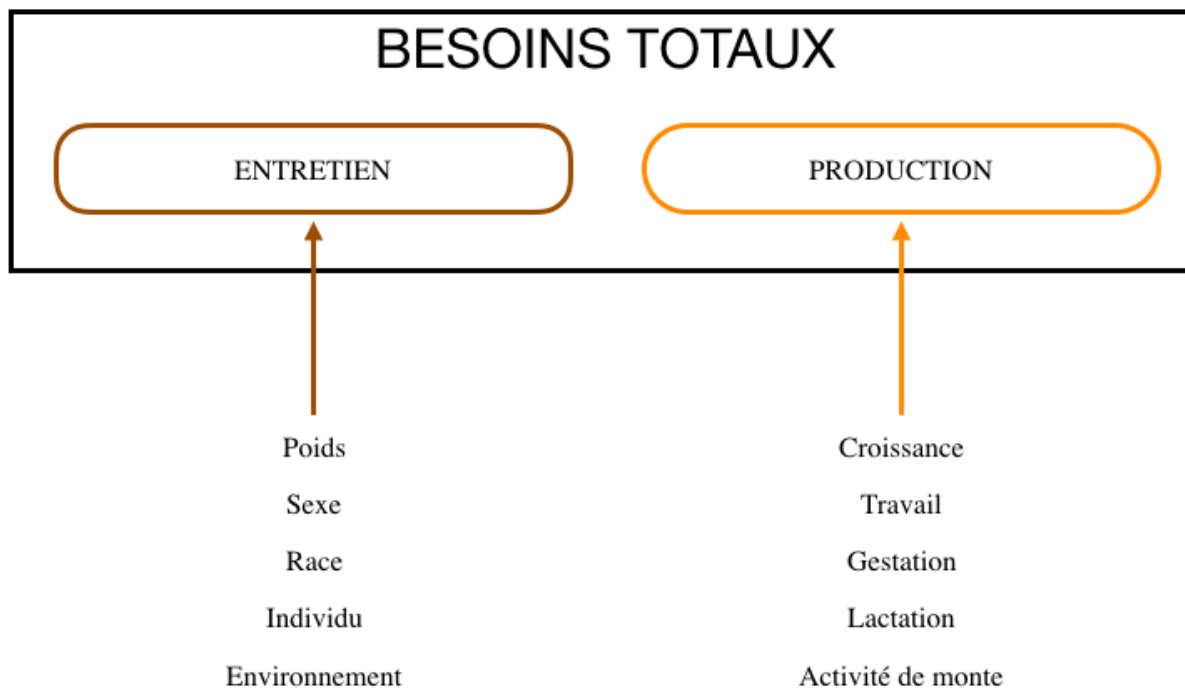 BESOINS TOTAUX
ENTRETIEN
PRODUCTION
Poids
Sexe
Race
Individu
Environnement
Croissance
Travail
Gestation
Lactation
Activité de monte